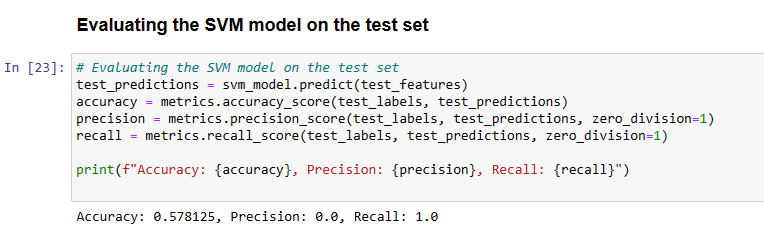 Evaluating the SVM model on the test set
In [23]: # Evaluating the SVM model on the test set
test_predictions = svm_model.predict(test_features)
accuracy = metrics.accuracy_score(test_labels, test_predictions)
precision = metrics.precision_score(test_labels, test_predictions, zero_division=1)
recall = metrics.recall_score(test_labels, test_predictions, zero_division=1)
print(f"Accuracy: {accuracy}, Precision: {precision}, Recall: {recall}")
Accuracy: 0.578125, Precision: 0.0, Recall: 1.0